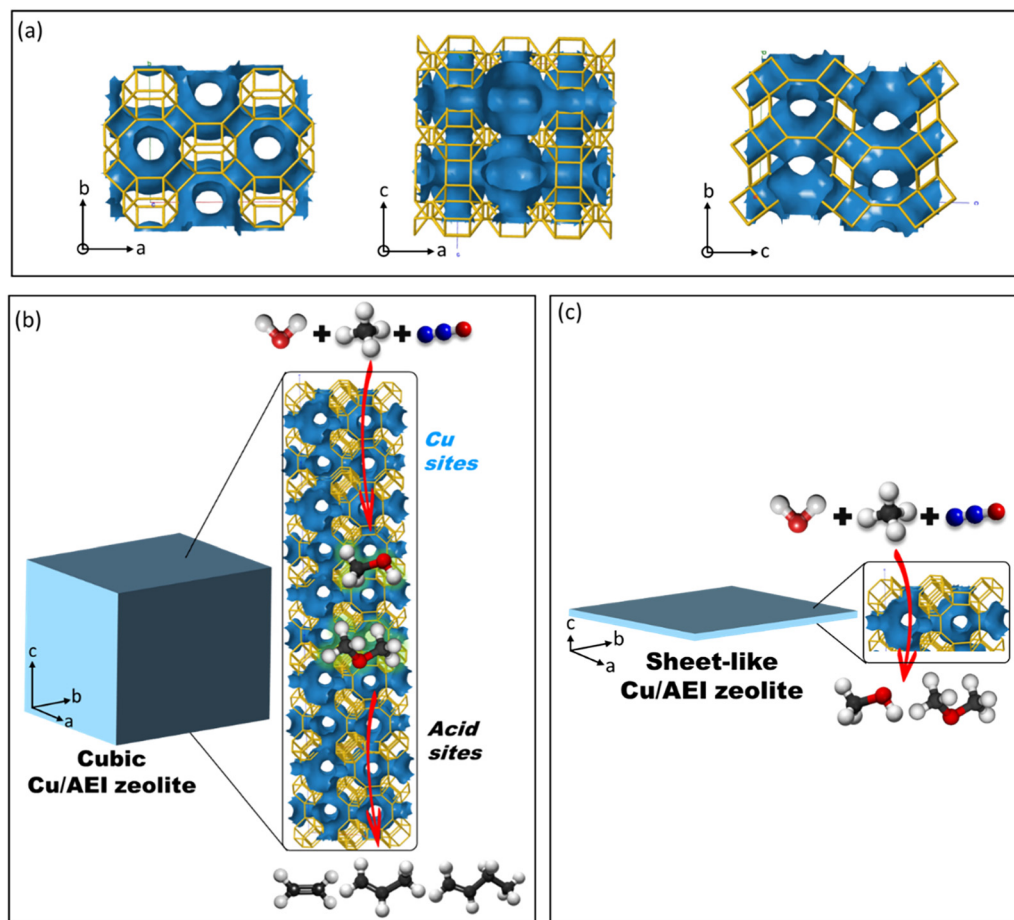 (a)
b
a
c
a
b
c
(b)
Cu
sites
Acid
sites
c
b
a
Cubic
Cu/AEI zeolite
(c)
c
b
a
Sheet-like
Cu/AEI zeolite